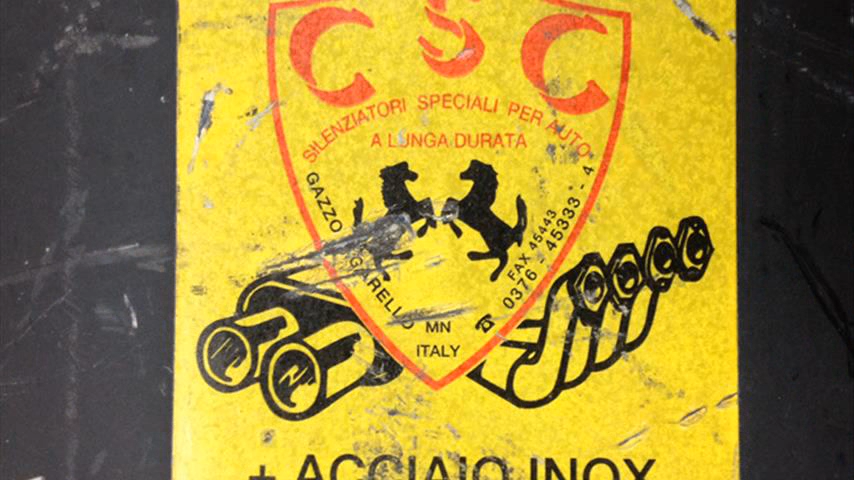 CSC
SILENZIATORI SPECIALI PER AUTO
A LUNGA DURATA
GAZZO
MN
ITALY
FAX 45443
☎ 0376 - 45333 - 4
+ ACCIAIO INOX